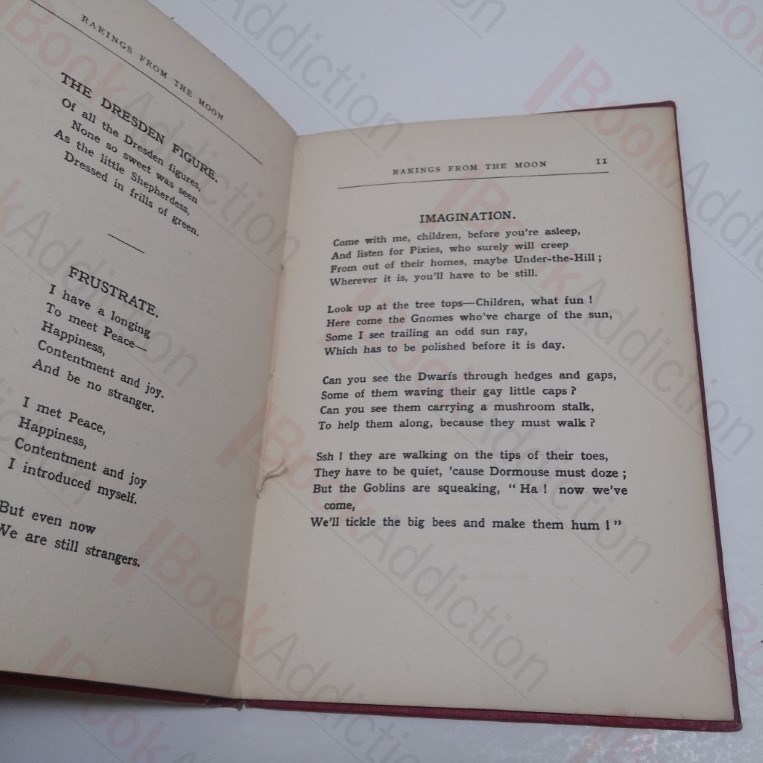 RAKINGS FROM THE MOON
THE DRESDEN FIGURE.
Of all the Dresden figures,
None so sweet was seen
As the little Shepherdess,
Dressed in frills of green.
FRUSTRATE.
I have a longing
To meet Peace—
Happiness,
Contentment and joy.
And be no stranger.
I met Peace,
Happiness,
Contentment and joy
I introduced myself.
But even now
We are still strangers.
RAKINGS FROM THE MOON 11
IMAGINATION.
Come with me, children, before you're asleep,
And listen for Pixies, who surely will creep
From out of their homes, maybe Under-the-Hill;
Wherever it is, you'll have to be still.
Look up at the tree tops—Children, what fun!
Here come the Gnomes who've charge of the sun,
Some I see trailing an odd sun ray,
Which has to be polished before it is day.
Can you see the Dwarfs through hedges and gaps,
Some of them waving their gay little caps?
Can you see them carrying a mushroom stalk,
To help them along, because they must walk?
Ssh! they are walking on the tips of their toes,
They have to be quiet, 'cause Dormouse must doze;
But the Goblins are squeaking, "Ha! now we've
come,
We'll tickle the big bees and make them hum!"
BookAddiction